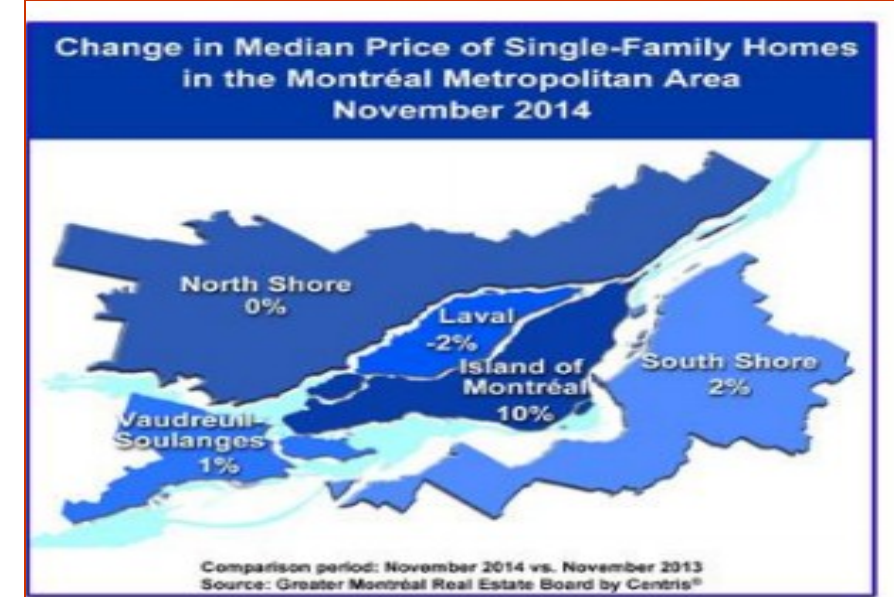 Change in Median Price of Single-Family Homes
in the Montréal Metropolitan Area
November 2014
North Shore
0%
Laval
-2%
Island of
Montréal
10%
South Shore
2%
Vaudreuil-
Soulanges
1%
Comparison period: November 2014 vs. November 2013
Source: Greater Montréal Real Estate Board by Centris®